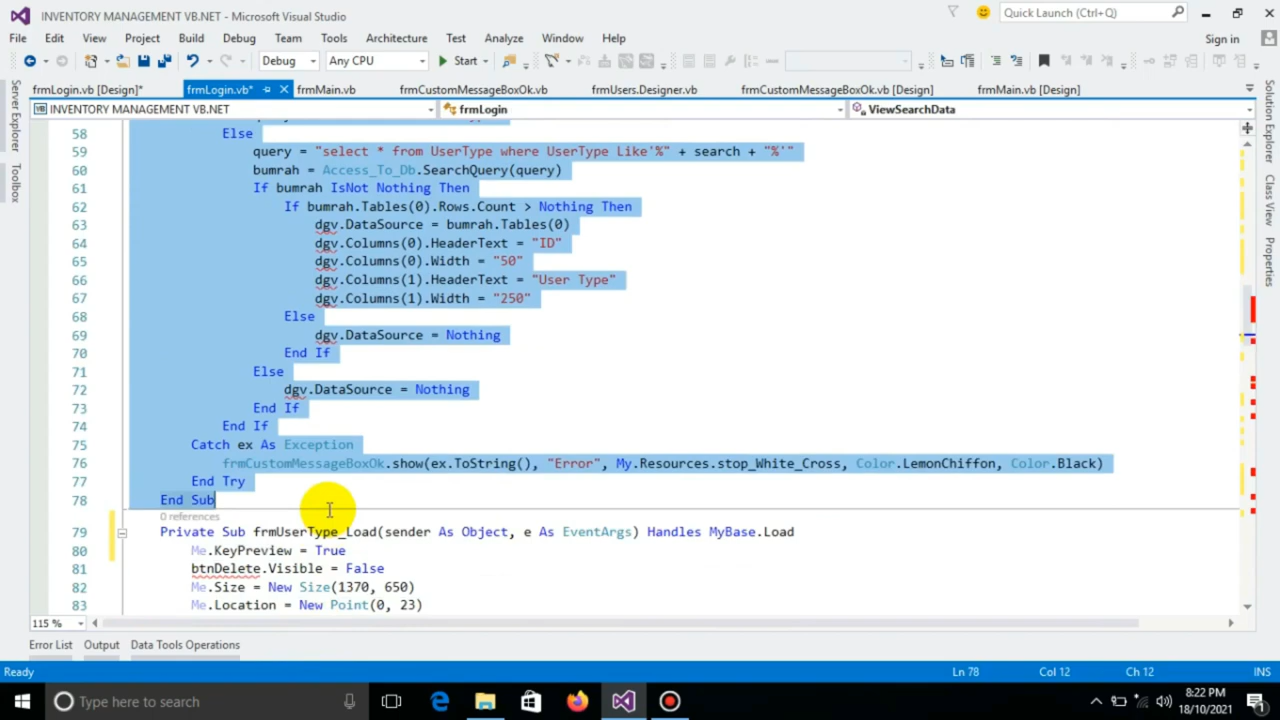 INVENTORY MANAGEMENT VB.NET - Microsoft Visual Studio
Quick Launch (Ctrl+Q)
File Edit View Project Build Debug Team Tools Architecture Test Analyze Window Help
Sign in
Debug Any CPU Start
frmLogin.vb [Design]* frmLogin.vb* frmMain.vb frmCustomMessageBoxOk.vb frmUsers.Designer.vb frmCustomMessageBoxOk.vb [Design] frmMain.vb [Design]
INVENTORY MANAGEMENT VB.NET frmLogin ViewSearchData
Server Explorer
Toolbox
Solution Explorer
Class View
Properties
58 Else
59 query = "select * from UserType where UserType Like'%" + search + "%'"
60 bumrah = Access_To_Db.SearchQuery(query)
61 If bumrah IsNot Nothing Then
62 If bumrah.Tables(0).Rows.Count > Nothing Then
63 dgv.DataSource = bumrah.Tables(0)
64 dgv.Columns(0).HeaderText = "ID"
65 dgv.Columns(0).Width = "50"
66 dgv.Columns(1).HeaderText = "User Type"
67 dgv.Columns(1).Width = "250"
68 Else
69 dgv.DataSource = Nothing
70 End If
71 Else
72 dgv.DataSource = Nothing
73 End If
74 End If
75 Catch ex As Exception
76 frmCustomMessageBoxOk.show(ex.ToString(), "Error", My.Resources.stop_White_Cross, Color.LemonChiffon, Color.Black)
77 End Try
78 End Sub
0 references
79 Private Sub frmUserType_Load(sender As Object, e As EventArgs) Handles MyBase.Load
80 Me.KeyPreview = True
81 btnDelete.Visible = False
82 Me.Size = New Size(1370, 650)
83 Me.Location = New Point(0, 23)
115 %
Error List Output Data Tools Operations
Ready Ln 78 Col 12 Ch 12 INS
Type here to search
8:22 PM
18/10/2021
1